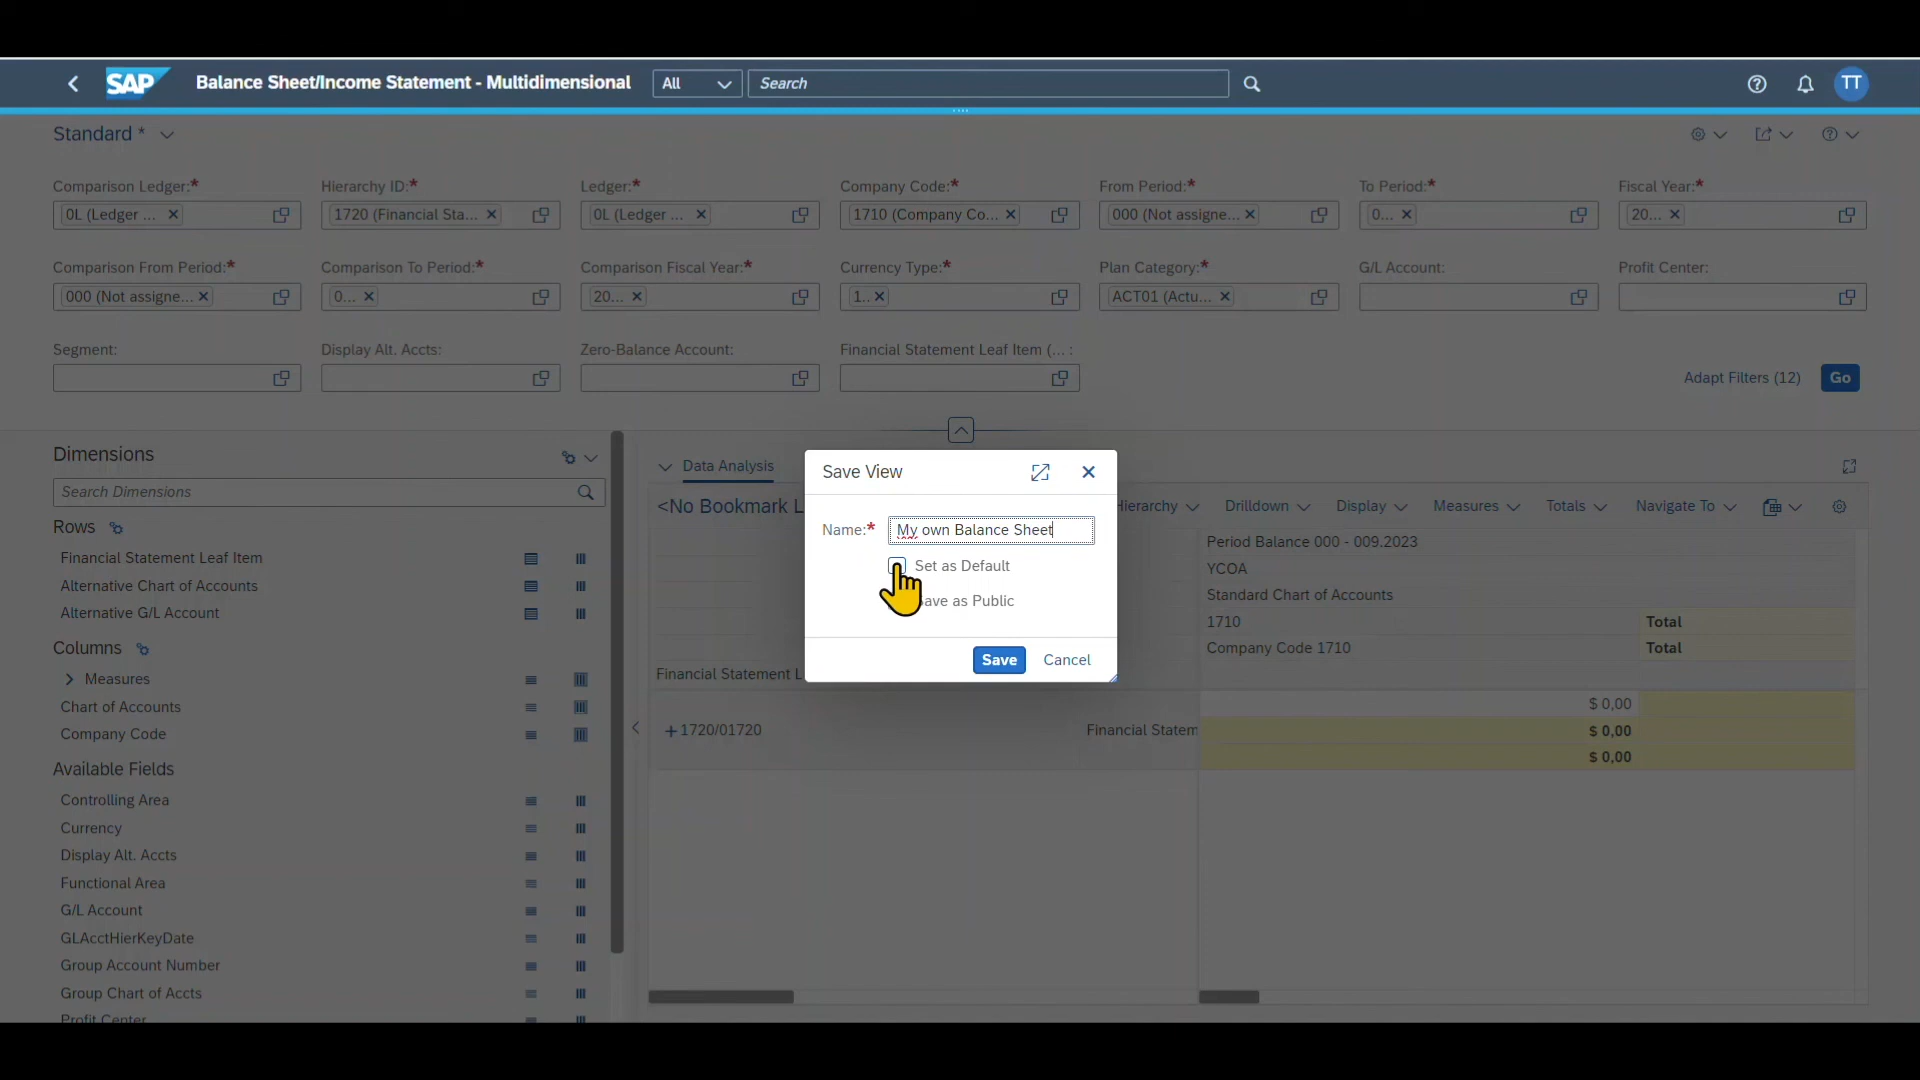 SAP Balance Sheet/Income Statement - Multidimensional All Search TT
Standard *
Comparison Ledger:* Hierarchy ID:* Ledger:* Company Code:* From Period:* To Period:* Fiscal Year:*
0L (Ledger ... 1720 (Financial Sta... 0L (Ledger ... 1710 (Company Co... 000 (Not assigne... 0... 20...
Comparison From Period:* Comparison To Period:* Comparison Fiscal Year:* Currency Type:* Plan Category:* G/L Account: Profit Center:
000 (Not assigne... 0... 20... 1.. ACT01 (Actu...
Segment: Display Alt. Accts: Zero-Balance Account: Financial Statement Leaf Item (... :
Adapt Filters (12) Go
Dimensions
Search Dimensions
Rows
Financial Statement Leaf Item
Alternative Chart of Accounts
Alternative G/L Account
Columns
Measures
Chart of Accounts
Company Code
Available Fields
Controlling Area
Currency
Display Alt. Accts
Functional Area
G/L Account
GLAcctHierKeyDate
Group Account Number
Group Chart of Accts
Profit Center
Data Analysis
<No Bookmark L Hierarchy Drilldown Display Measures Totals Navigate To
Period Balance 000 - 009.2023
YCOA
Standard Chart of Accounts
1710 Total
Company Code 1710 Total
Financial Statement L
$ 0,00
+1720/01720 Financial Statem $ 0,00
$ 0,00
Save View
Name:* My own Balance Sheet
Set as Default
ave as Public
Save Cancel